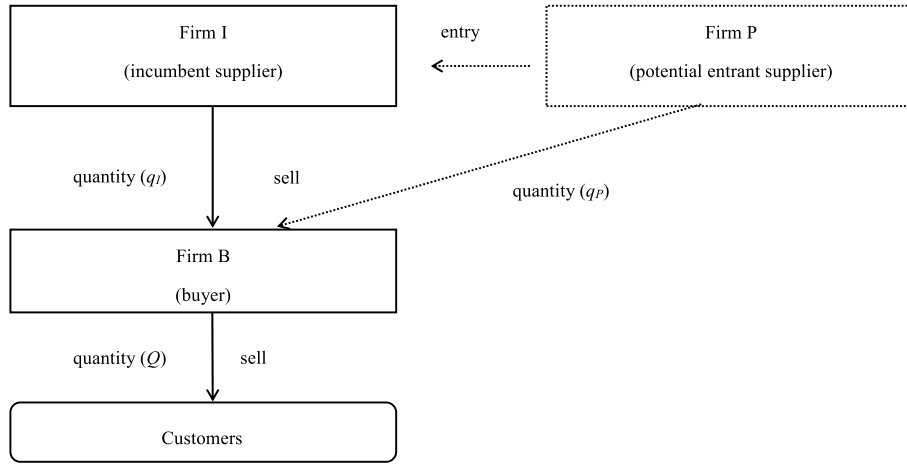 Firm I
(incumbent supplier)
entry
Firm P
(potential entrant supplier)
quantity (qI)
sell
quantity (qP)
Firm B
(buyer)
quantity (Q)
sell
Customers